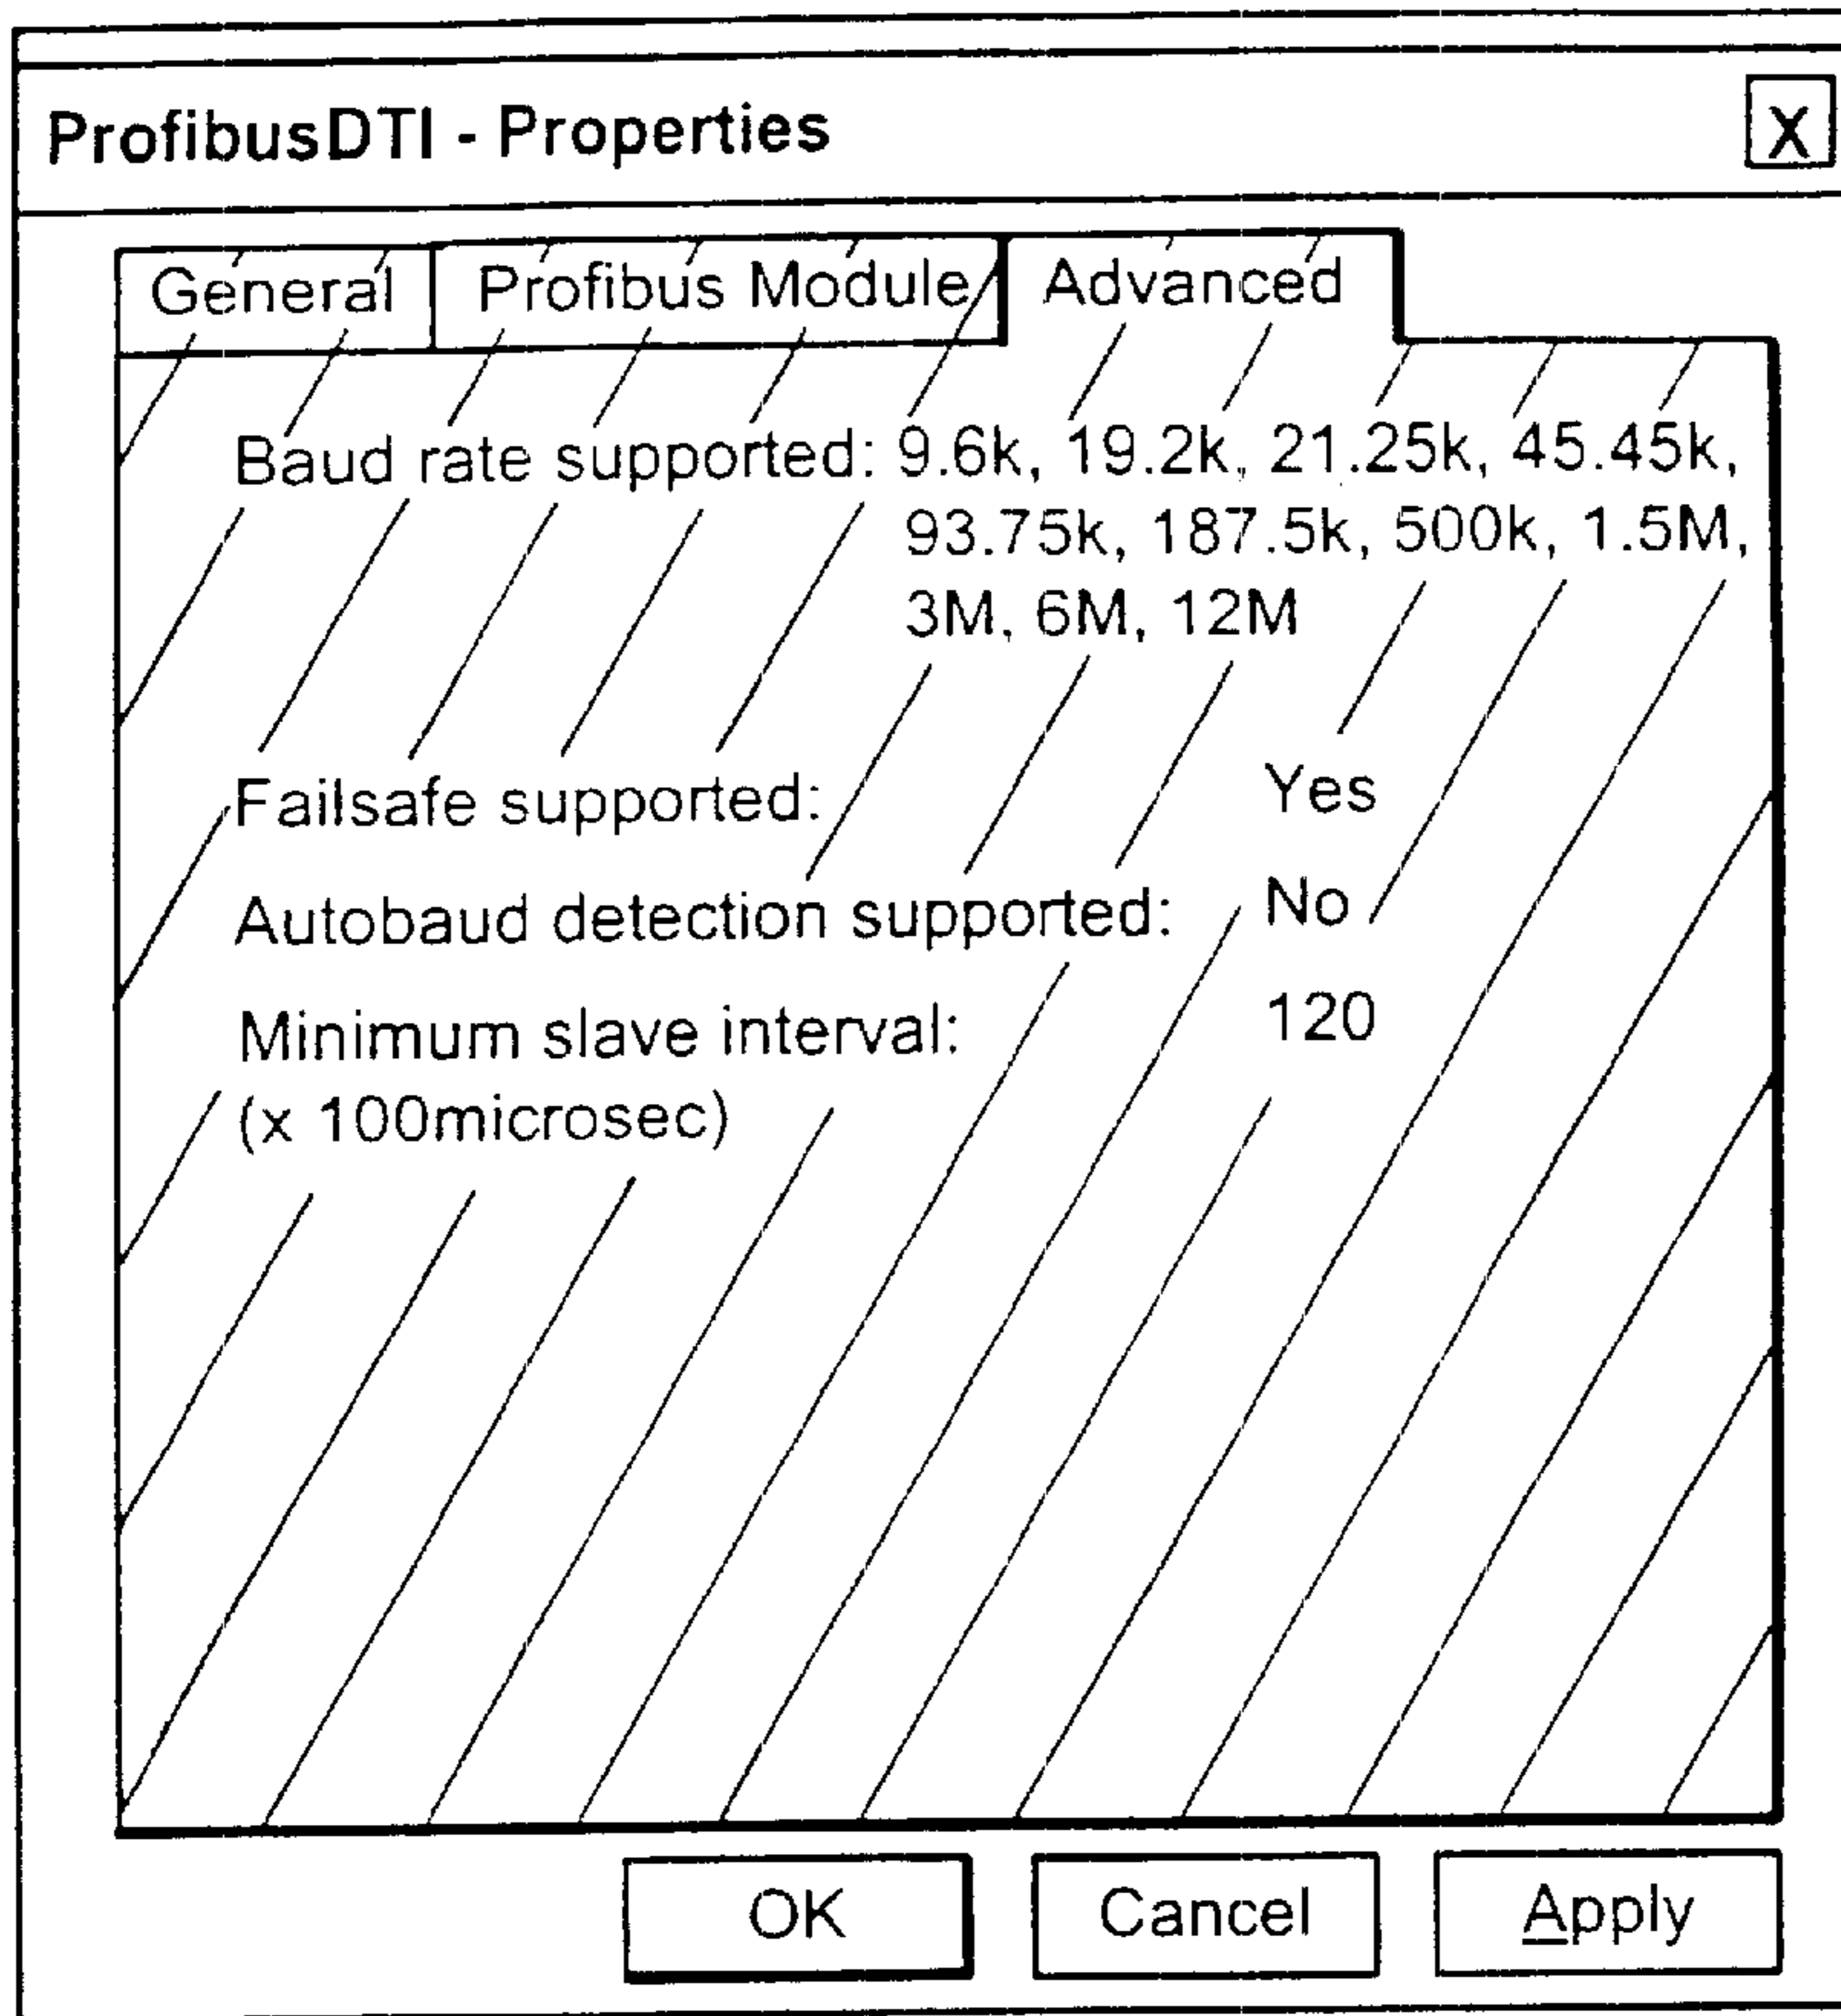 ProfibusDTI - Properties X
General Profibus Module Advanced
Baud rate supported: 9.6k, 19.2k, 21.25k, 45.45k,
93.75k, 187.5k, 500k, 1.5M,
3M, 6M, 12M
Failsafe supported: Yes
Autobaud detection supported: No
Minimum slave interval: 120
(x 100microsec)
OK Cancel Apply